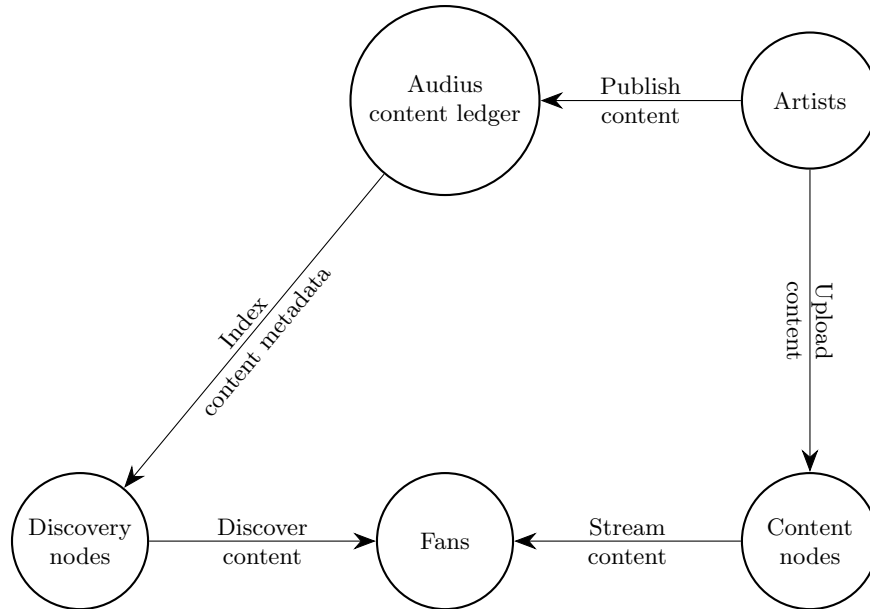 Audius
content ledger
Publish
content
Artists
Index
content metadata
Upload
content
Discovery
nodes
Discover
content
Fans
Stream
content
Content
nodes